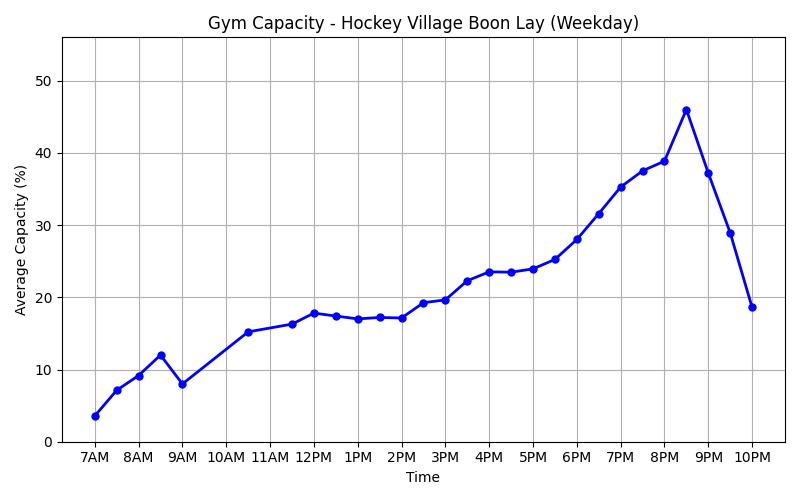 Gym Capacity - Hockey Village Boon Lay (Weekday)
Average Capacity (%)
50
40
30
20
10
0
7AM 8AM 9AM 10AM 11AM 12PM 1PM 2PM 3PM 4PM 5PM 6PM 7PM 8PM 9PM 10PM
Time